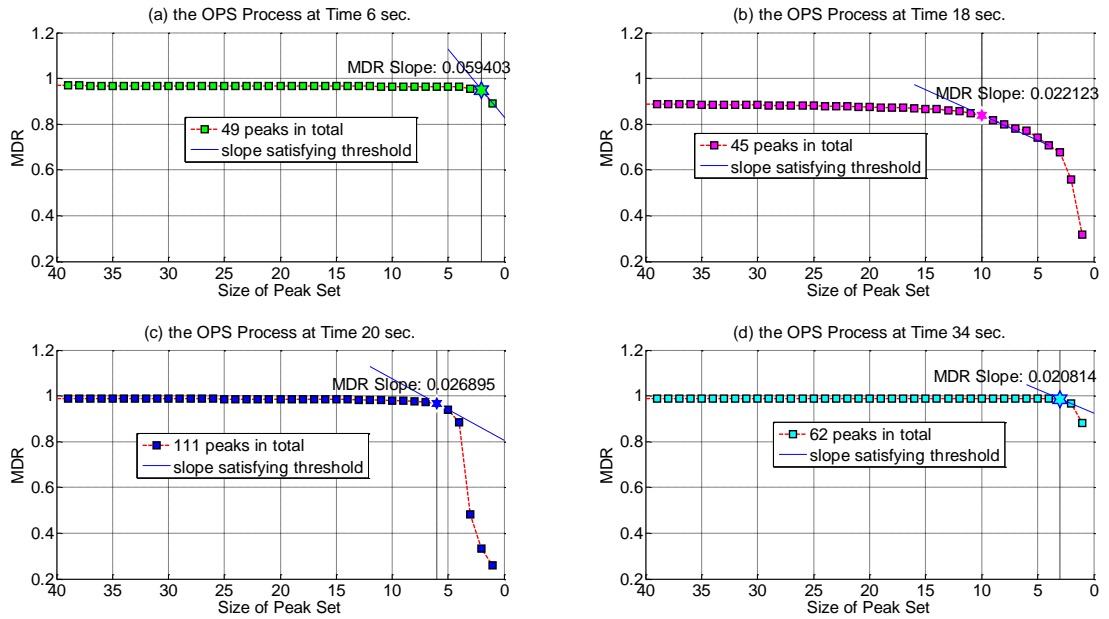 (a) the OPS Process at Time 6 sec.
1.2
1
0.8
0.6
0.4
0.2
MDR
MDR Slope: 0.059403
49 peaks in total
slope satisfying threshold
40 35 30 25 20 15 10 5 0
Size of Peak Set
(b) the OPS Process at Time 18 sec.
1.2
1
0.8
0.6
0.4
0.2
MDR
MDR Slope: 0.022123
45 peaks in total
slope satisfying threshold
40 35 30 25 20 15 10 5 0
Size of Peak Set
(c) the OPS Process at Time 20 sec.
1.2
1
0.8
0.6
0.4
0.2
MDR
MDR Slope: 0.026895
111 peaks in total
slope satisfying threshold
40 35 30 25 20 15 10 5 0
Size of Peak Set
(d) the OPS Process at Time 34 sec.
1.2
1
0.8
0.6
0.4
0.2
MDR
MDR Slope: 0.020814
62 peaks in total
slope satisfying threshold
40 35 30 25 20 15 10 5 0
Size of Peak Set